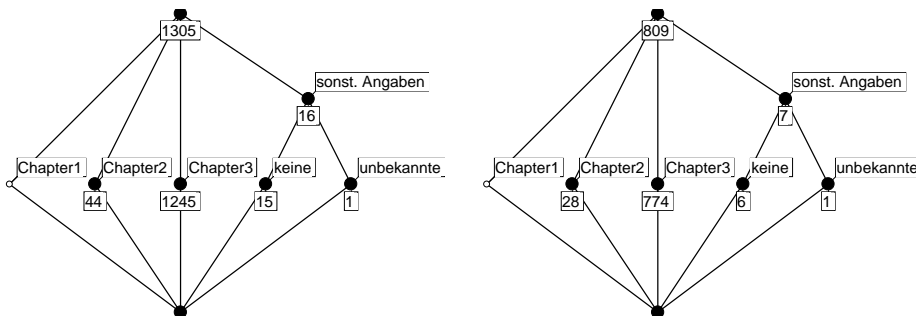 1305
sonst. Angaben
16
Chapter1
Chapter2
Chapter3
keine
unbekannte
44
1245
15
1
809
sonst. Angaben
7
Chapter1
Chapter2
Chapter3
keine
unbekannte
28
774
6
1